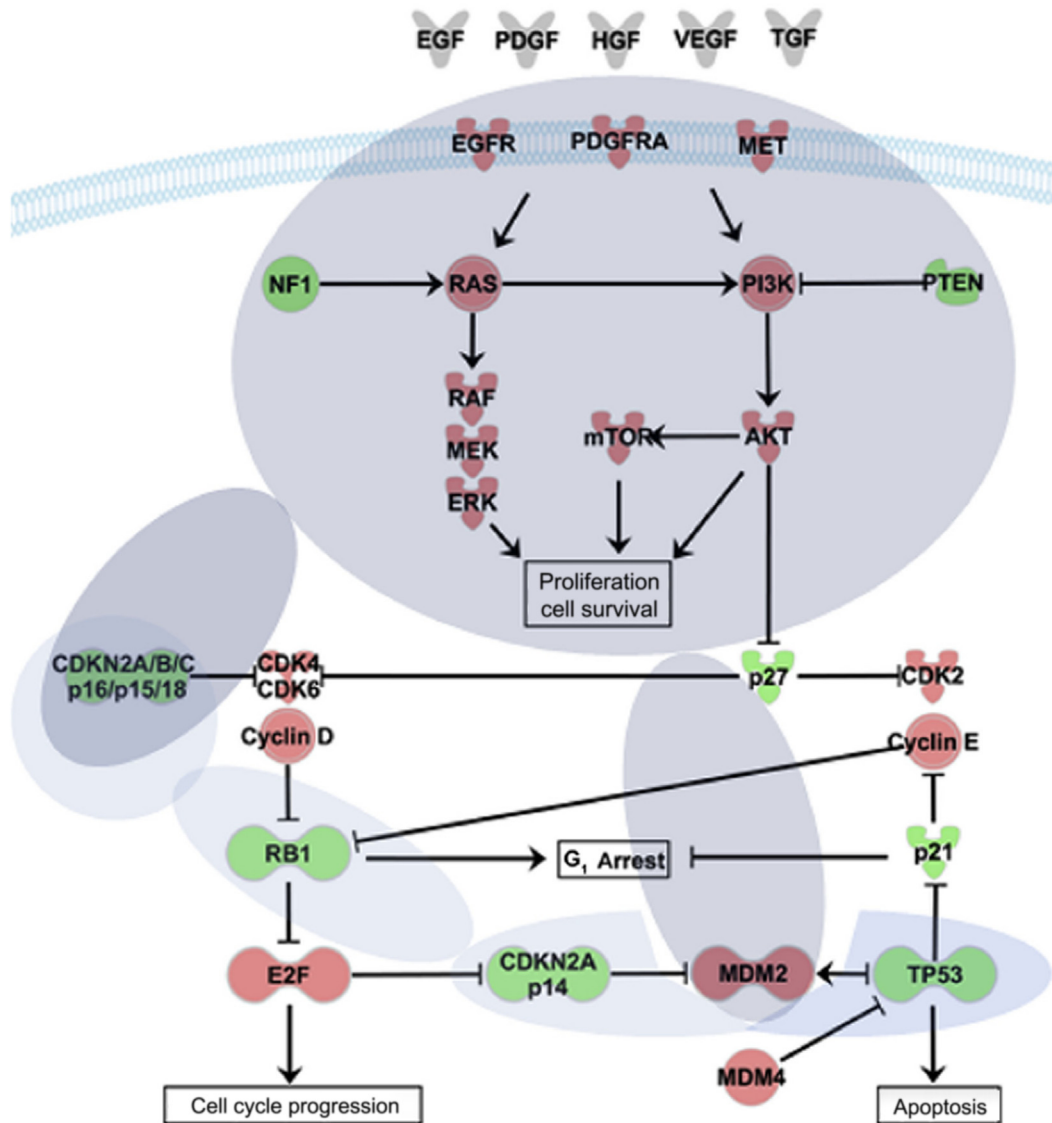 EGF PDGF HGF VEGF TGF
EGFR PDGFRA MET
NF1 RAS PI3K PTEN
RAF
mTOR AKT
MEK
ERK
Proliferation
cell survival
CDKN2A/B/C
p16/p15/18
CDK4
CDK6
p27 CDK2
Cyclin D Cyclin E
RB1 G₁ Arrest p21
E2F
CDKN2A
p14
MDM2 TP53
MDM4
Cell cycle progression Apoptosis